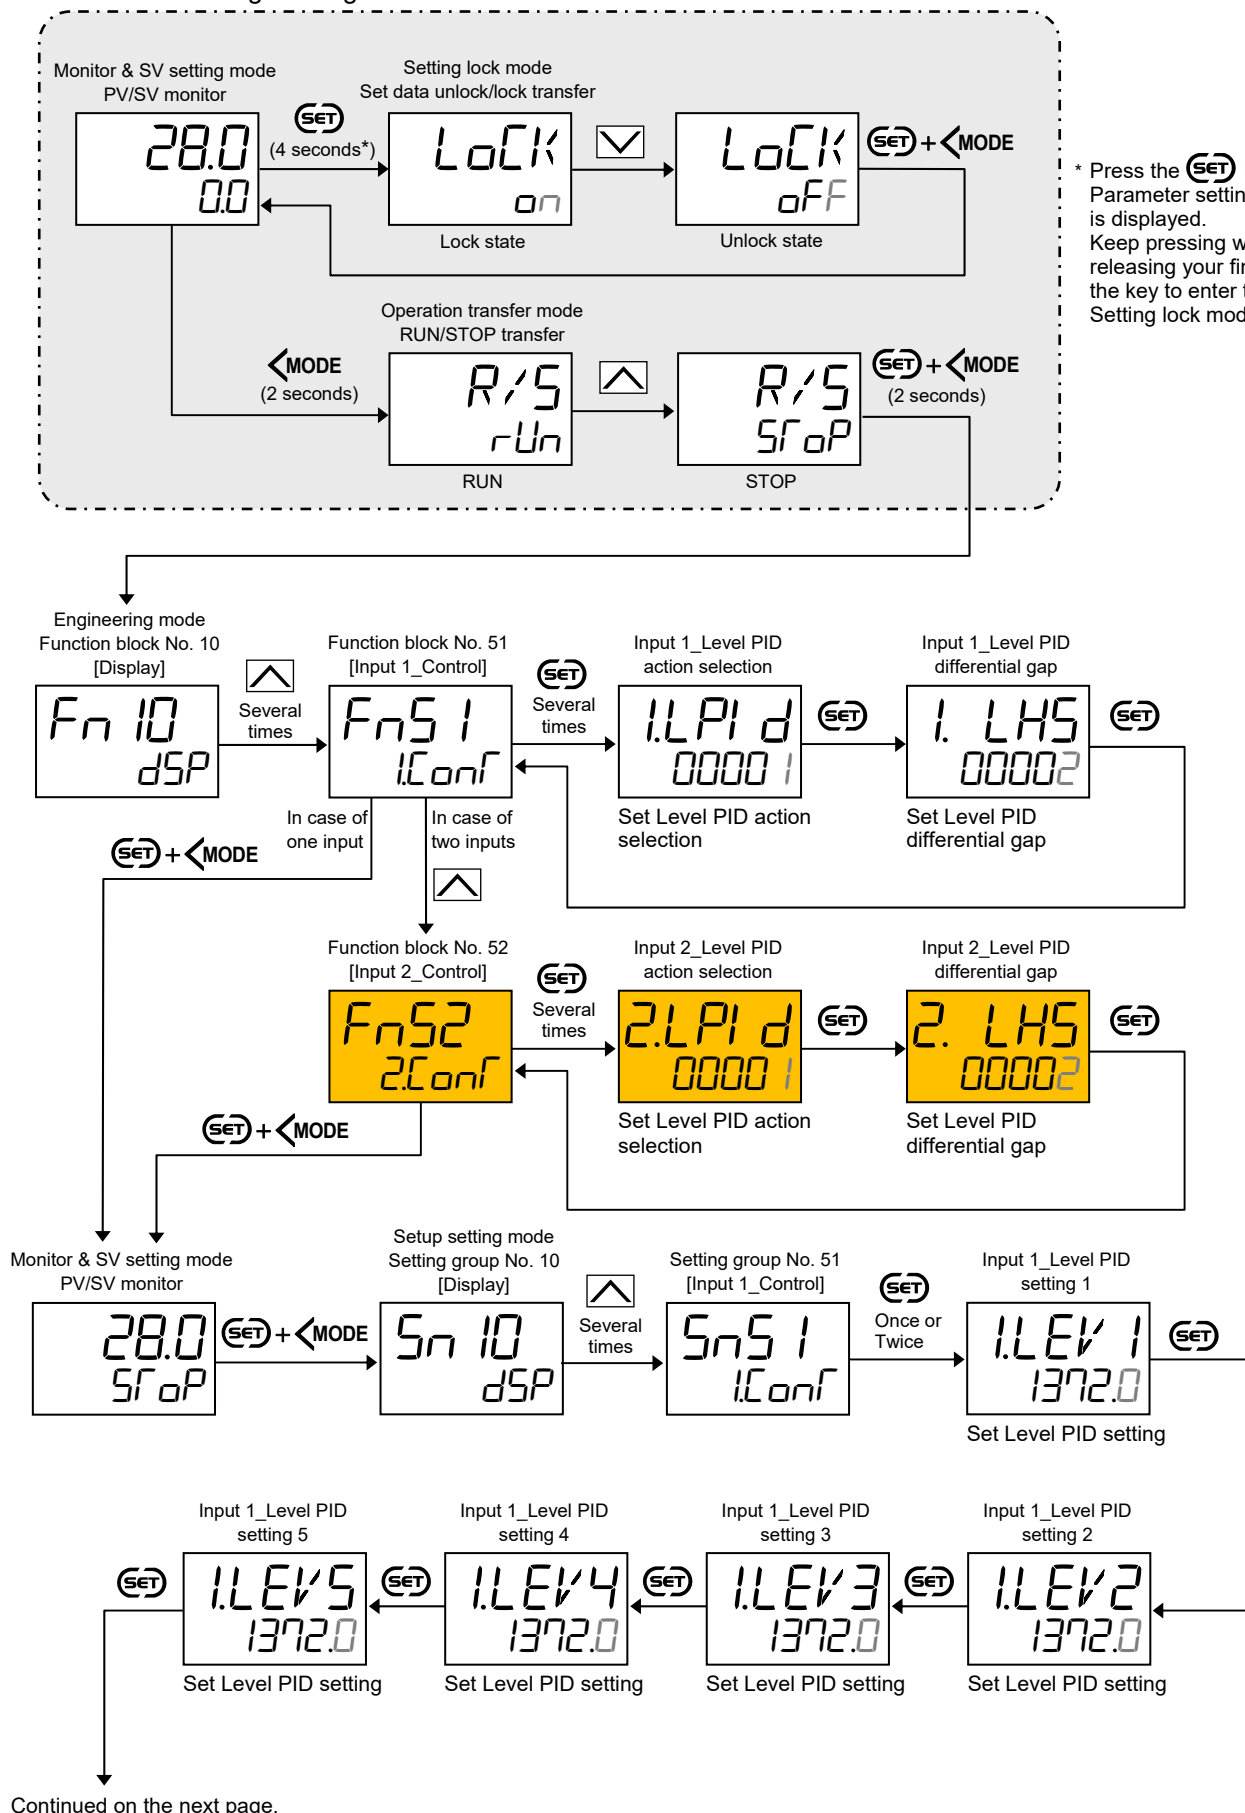 Monitor & SV setting mode
PV/SV monitor
28.0
0.0
SET
(4 seconds*)
Setting lock mode
Set data unlock/lock transfer
LoCK
on
Lock state
LoCK
oFF
Unlock state
SET + <MODE
* Press the SET
Parameter settin
is displayed.
Keep pressing w
releasing your fi
the key to enter
Setting lock mod
<MODE
(2 seconds)
Operation transfer mode
RUN/STOP transfer
R/S
rUn
RUN
R/S
SToP
STOP
SET + <MODE
(2 seconds)
Engineering mode
Function block No. 10
[Display]
Fn10
dSP
Several
times
Function block No. 51
[Input 1_Control]
Fn51
1.ConT
SET
Several
times
Input 1_Level PID
action selection
1.LPId
00001
Set Level PID action
selection
SET
Input 1_Level PID
differential gap
1. LHS
00002
Set Level PID
differential gap
SET
In case of
one input
In case of
two inputs
SET + <MODE
Function block No. 52
[Input 2_Control]
Fn52
2.ConT
SET
Several
times
Input 2_Level PID
action selection
2.LPId
00001
Set Level PID action
selection
SET
Input 2_Level PID
differential gap
2. LHS
00002
Set Level PID
differential gap
SET
SET + <MODE
Monitor & SV setting mode
PV/SV monitor
28.0
SToP
SET + <MODE
Setup setting mode
Setting group No. 10
[Display]
Sn10
dSP
Several
times
Setting group No. 51
[Input 1_Control]
Sn51
1.ConT
SET
Once or
Twice
Input 1_Level PID
setting 1
1.LEV1
1372.0
Set Level PID setting
SET
Input 1_Level PID
setting 5
SET
1.LEV5
1372.0
Set Level PID setting
Input 1_Level PID
setting 4
SET
1.LEV4
1372.0
Set Level PID setting
Input 1_Level PID
setting 3
SET
1.LEV3
1372.0
Set Level PID setting
Input 1_Level PID
setting 2
SET
1.LEV2
1372.0
Set Level PID setting
Continued on the next page.